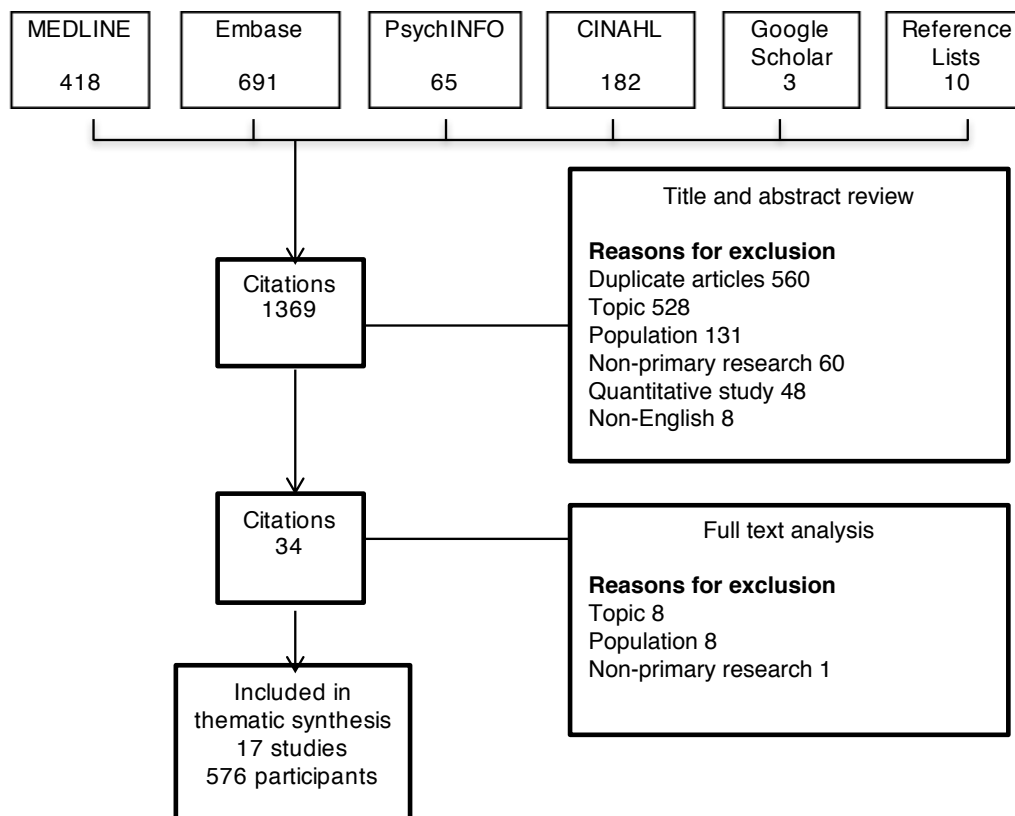 MEDLINE
418
Embase
691
PsychINFO
65
CINAHL
182
Google
Scholar
3
Reference
Lists
10
Title and abstract review
Reasons for exclusion
Duplicate articles 560
Topic 528
Population 131
Non-primary research 60
Quantitative study 48
Non-English 8
Citations
1369
Citations
34
Full text analysis
Reasons for exclusion
Topic 8
Population 8
Non-primary research 1
Included in
thematic synthesis
17 studies
576 participants